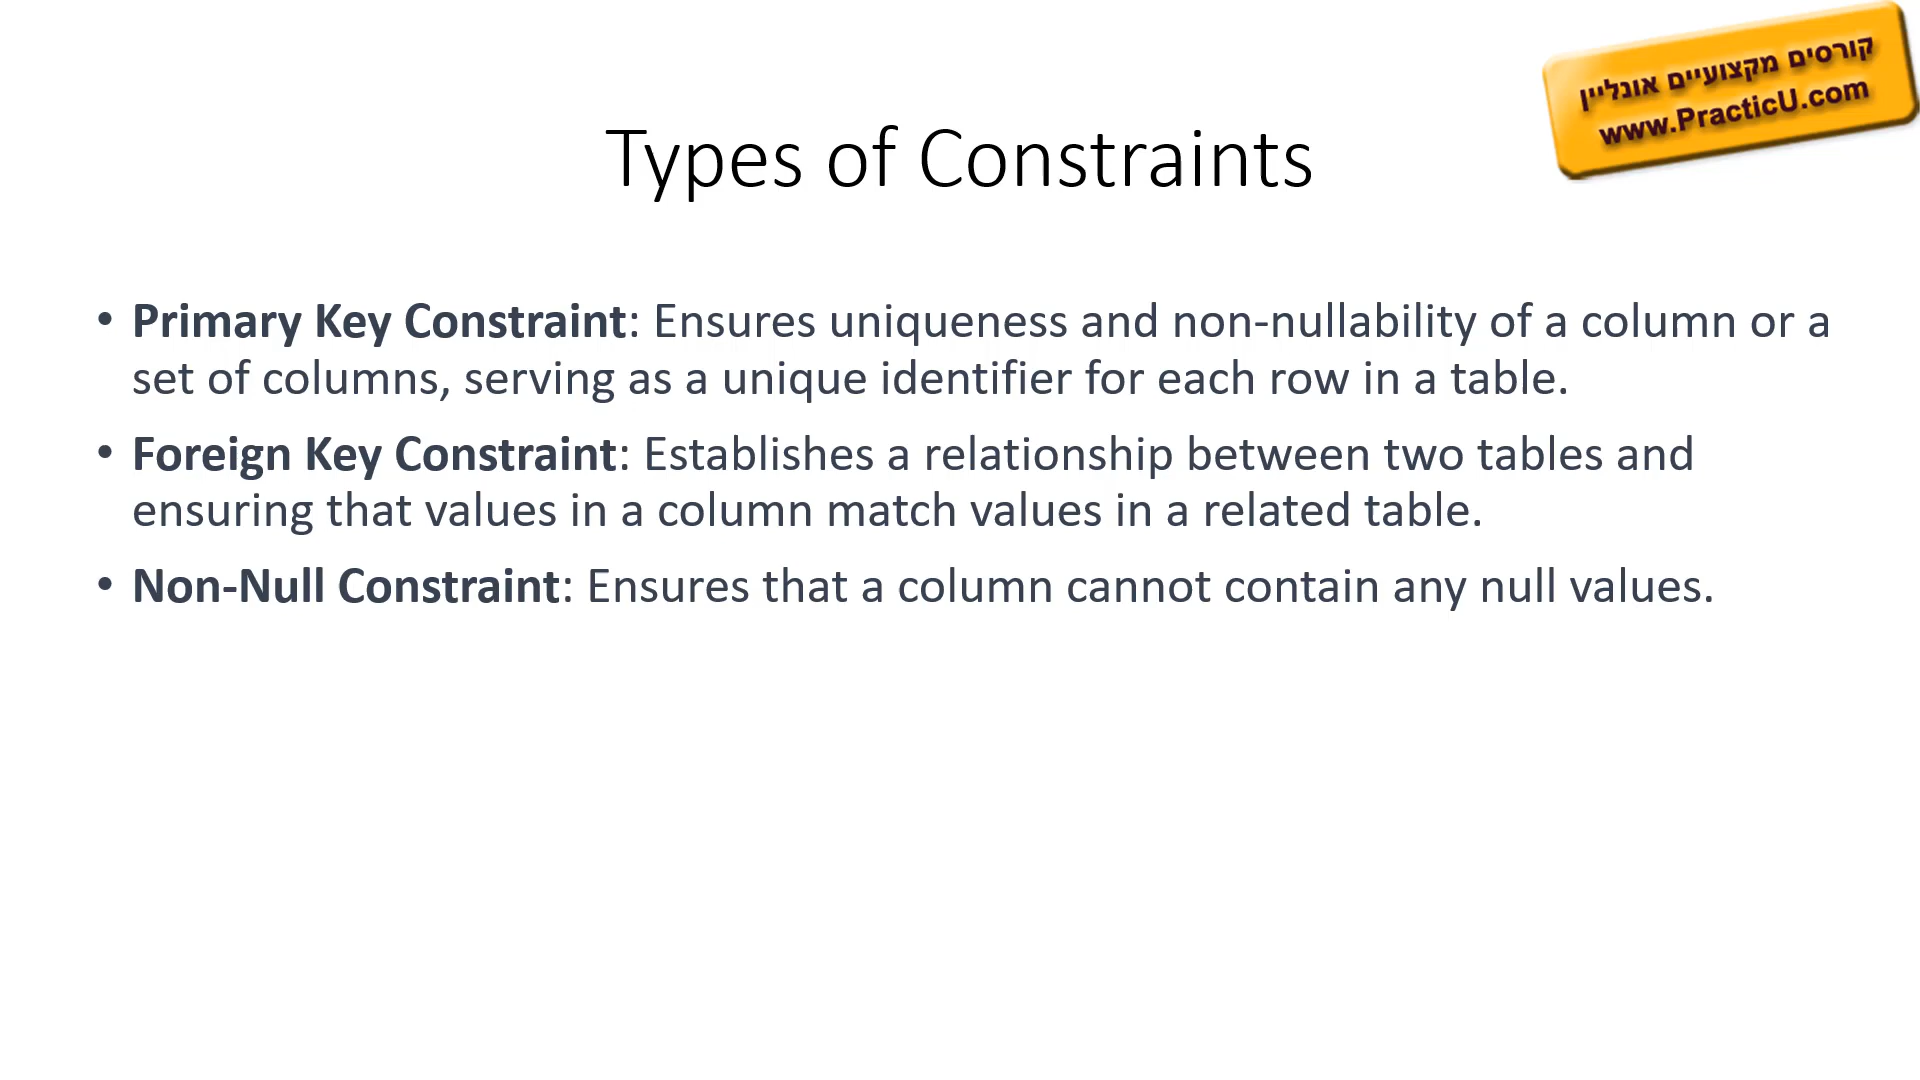 קורסים מקצועיים אונליין
www.PracticU.com
Types of Constraints
• Primary Key Constraint: Ensures uniqueness and non-nullability of a column or a
set of columns, serving as a unique identifier for each row in a table.
• Foreign Key Constraint: Establishes a relationship between two tables and
ensuring that values in a column match values in a related table.
• Non-Null Constraint: Ensures that a column cannot contain any null values.